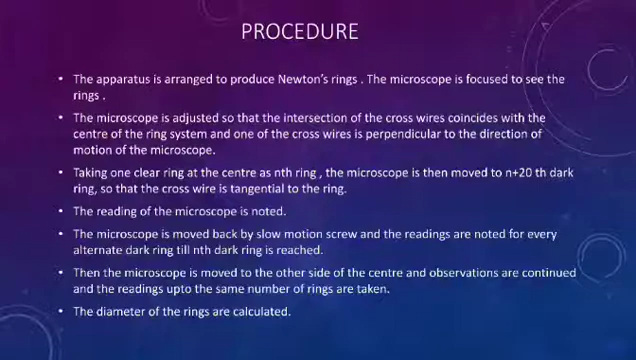 PROCEDURE
• The apparatus is arranged to produce Newton's rings . The microscope is focused to see the
rings .
• The microscope is adjusted so that the intersection of the cross wires coincides with the
centre of the ring system and one of the cross wires is perpendicular to the direction of
motion of the microscope.
• Taking one clear ring at the centre as nth ring , the microscope is then moved to n+20 th dark
ring, so that the cross wire is tangential to the ring.
• The reading of the microscope is noted.
• The microscope is moved back by slow motion screw and the readings are noted for every
alternate dark ring till nth dark ring is reached.
• Then the microscope is moved to the other side of the centre and observations are continued
and the readings upto the same number of rings are taken.
• The diameter of the rings are calculated.